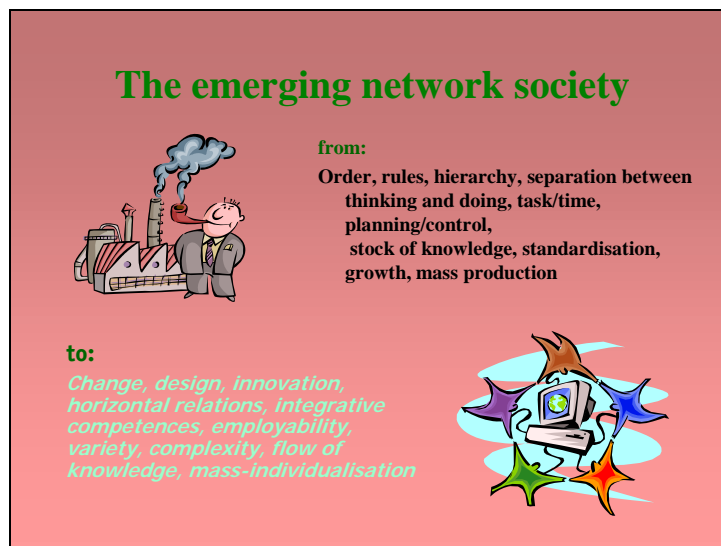 The emerging network society
from:
Order, rules, hierarchy, separation between
thinking and doing, task/time,
planning/control,
stock of knowledge, standardisation,
growth, mass production
to:
Change, design, innovation,
horizontal relations, integrative
competences, employability,
variety, complexity, flow of
knowledge, mass-individualisation